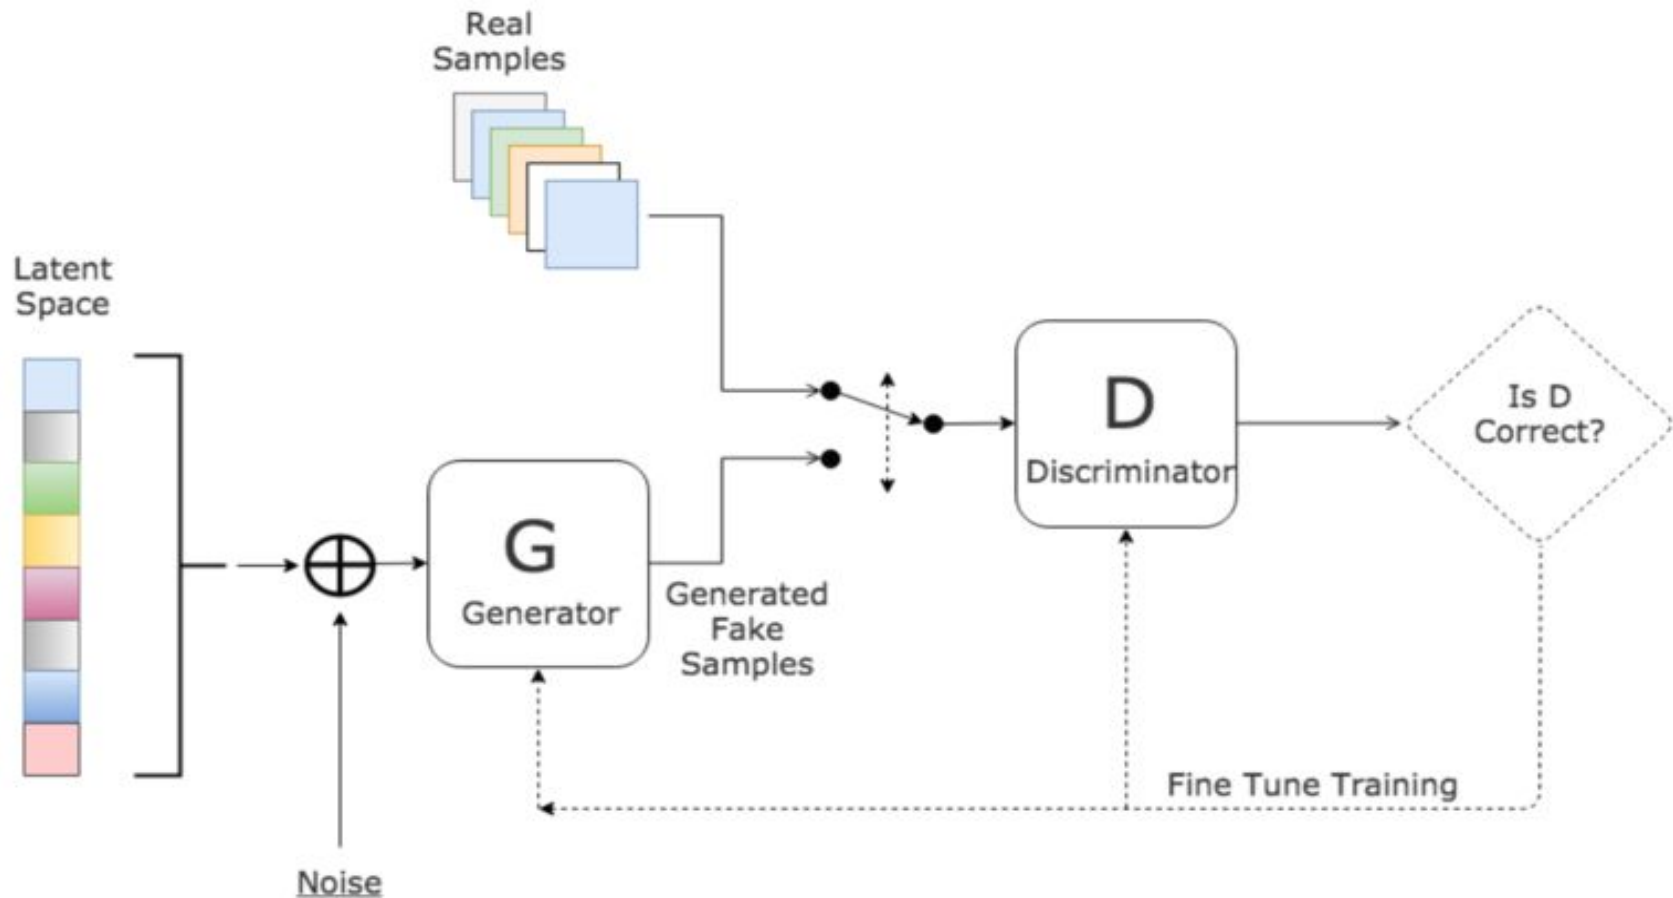 Real
Samples
Latent
Space
Is D
Correct?
D
Discriminator
G
Generator
Generated
Fake
Samples
Fine Tune Training
Noise